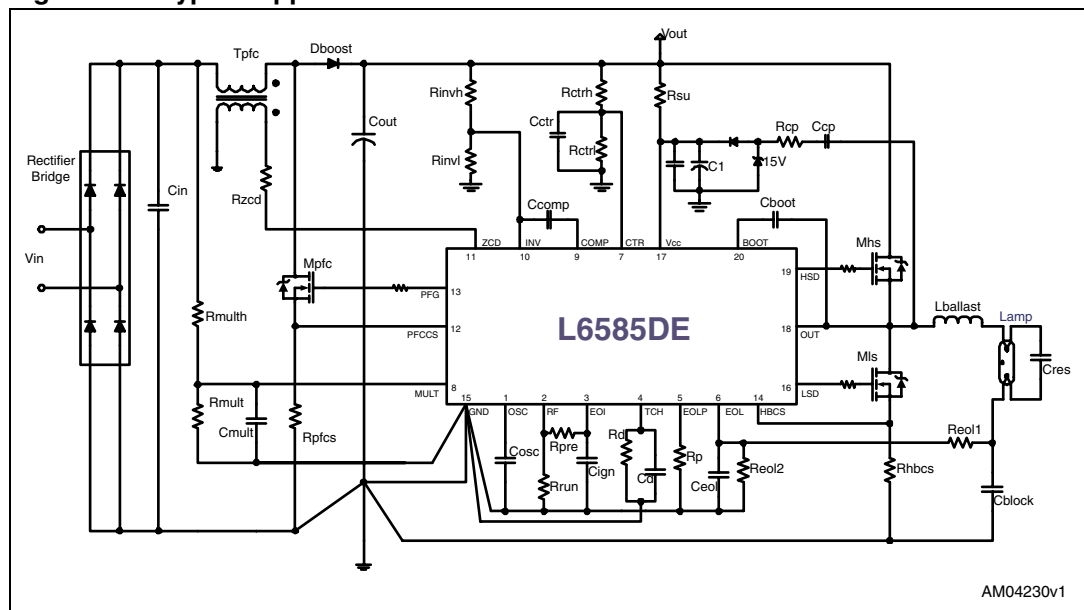 Vout
Tpfc
Dboost
Rinvh
Rctrh
Rsu
Cctr
Rcp
Ccp
Cout
Rinvl
Rctrl
C1
15V
Rectifier
Bridge
Cin
Rzcd
Ccomp
Cboot
ZCD
INV
COMP
CTR
Vcc
BOOT
11
10
9
7
17
20
Mhs
Vin
Mpfc
19
HSD
PFG
13
Lballast
Lamp
Rmulth
PFCCS
12
L6585DE
18
OUT
Mls
Cres
MULT
8
16
LSD
15
1
2
3
4
5
6
14
GND
OSC
RF
EOI
TCH
EOLP
EOL
HBCS
Rmult
Cmult
Rpfcs
Cosc
Rpre
Rd
Rp
Reol1
Cign
Cd
Ceol
Reol2
Rhbcs
Rrun
Cblock
AM04230v1